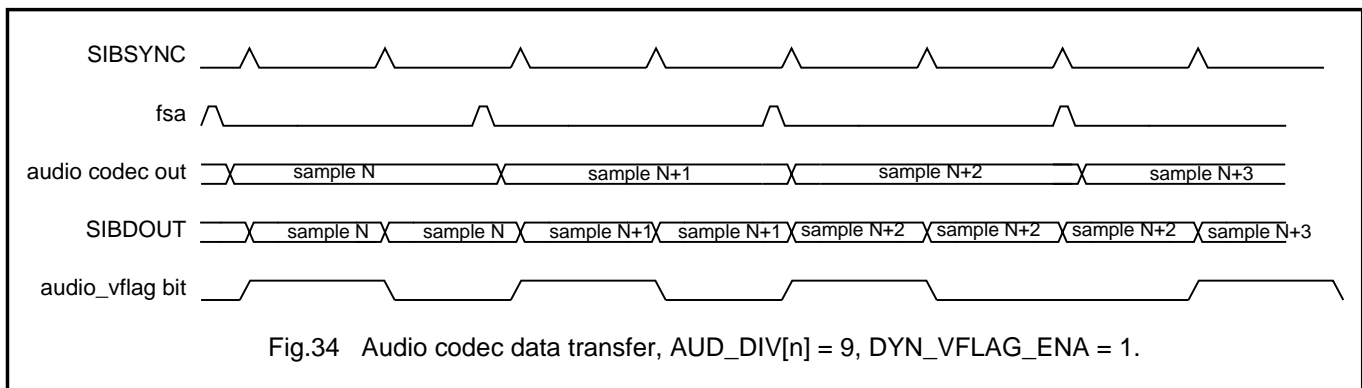 SIBSYNC
fsa
audio codec out sample N sample N+1 sample N+2 sample N+3
SIBDOUT sample N sample N sample N+1 sample N+1 sample N+2 sample N+2 sample N+2 sample N+3
audio_vflag bit
Fig.34 Audio codec data transfer, AUD_DIV[n] = 9, DYN_VFLAG_ENA = 1.